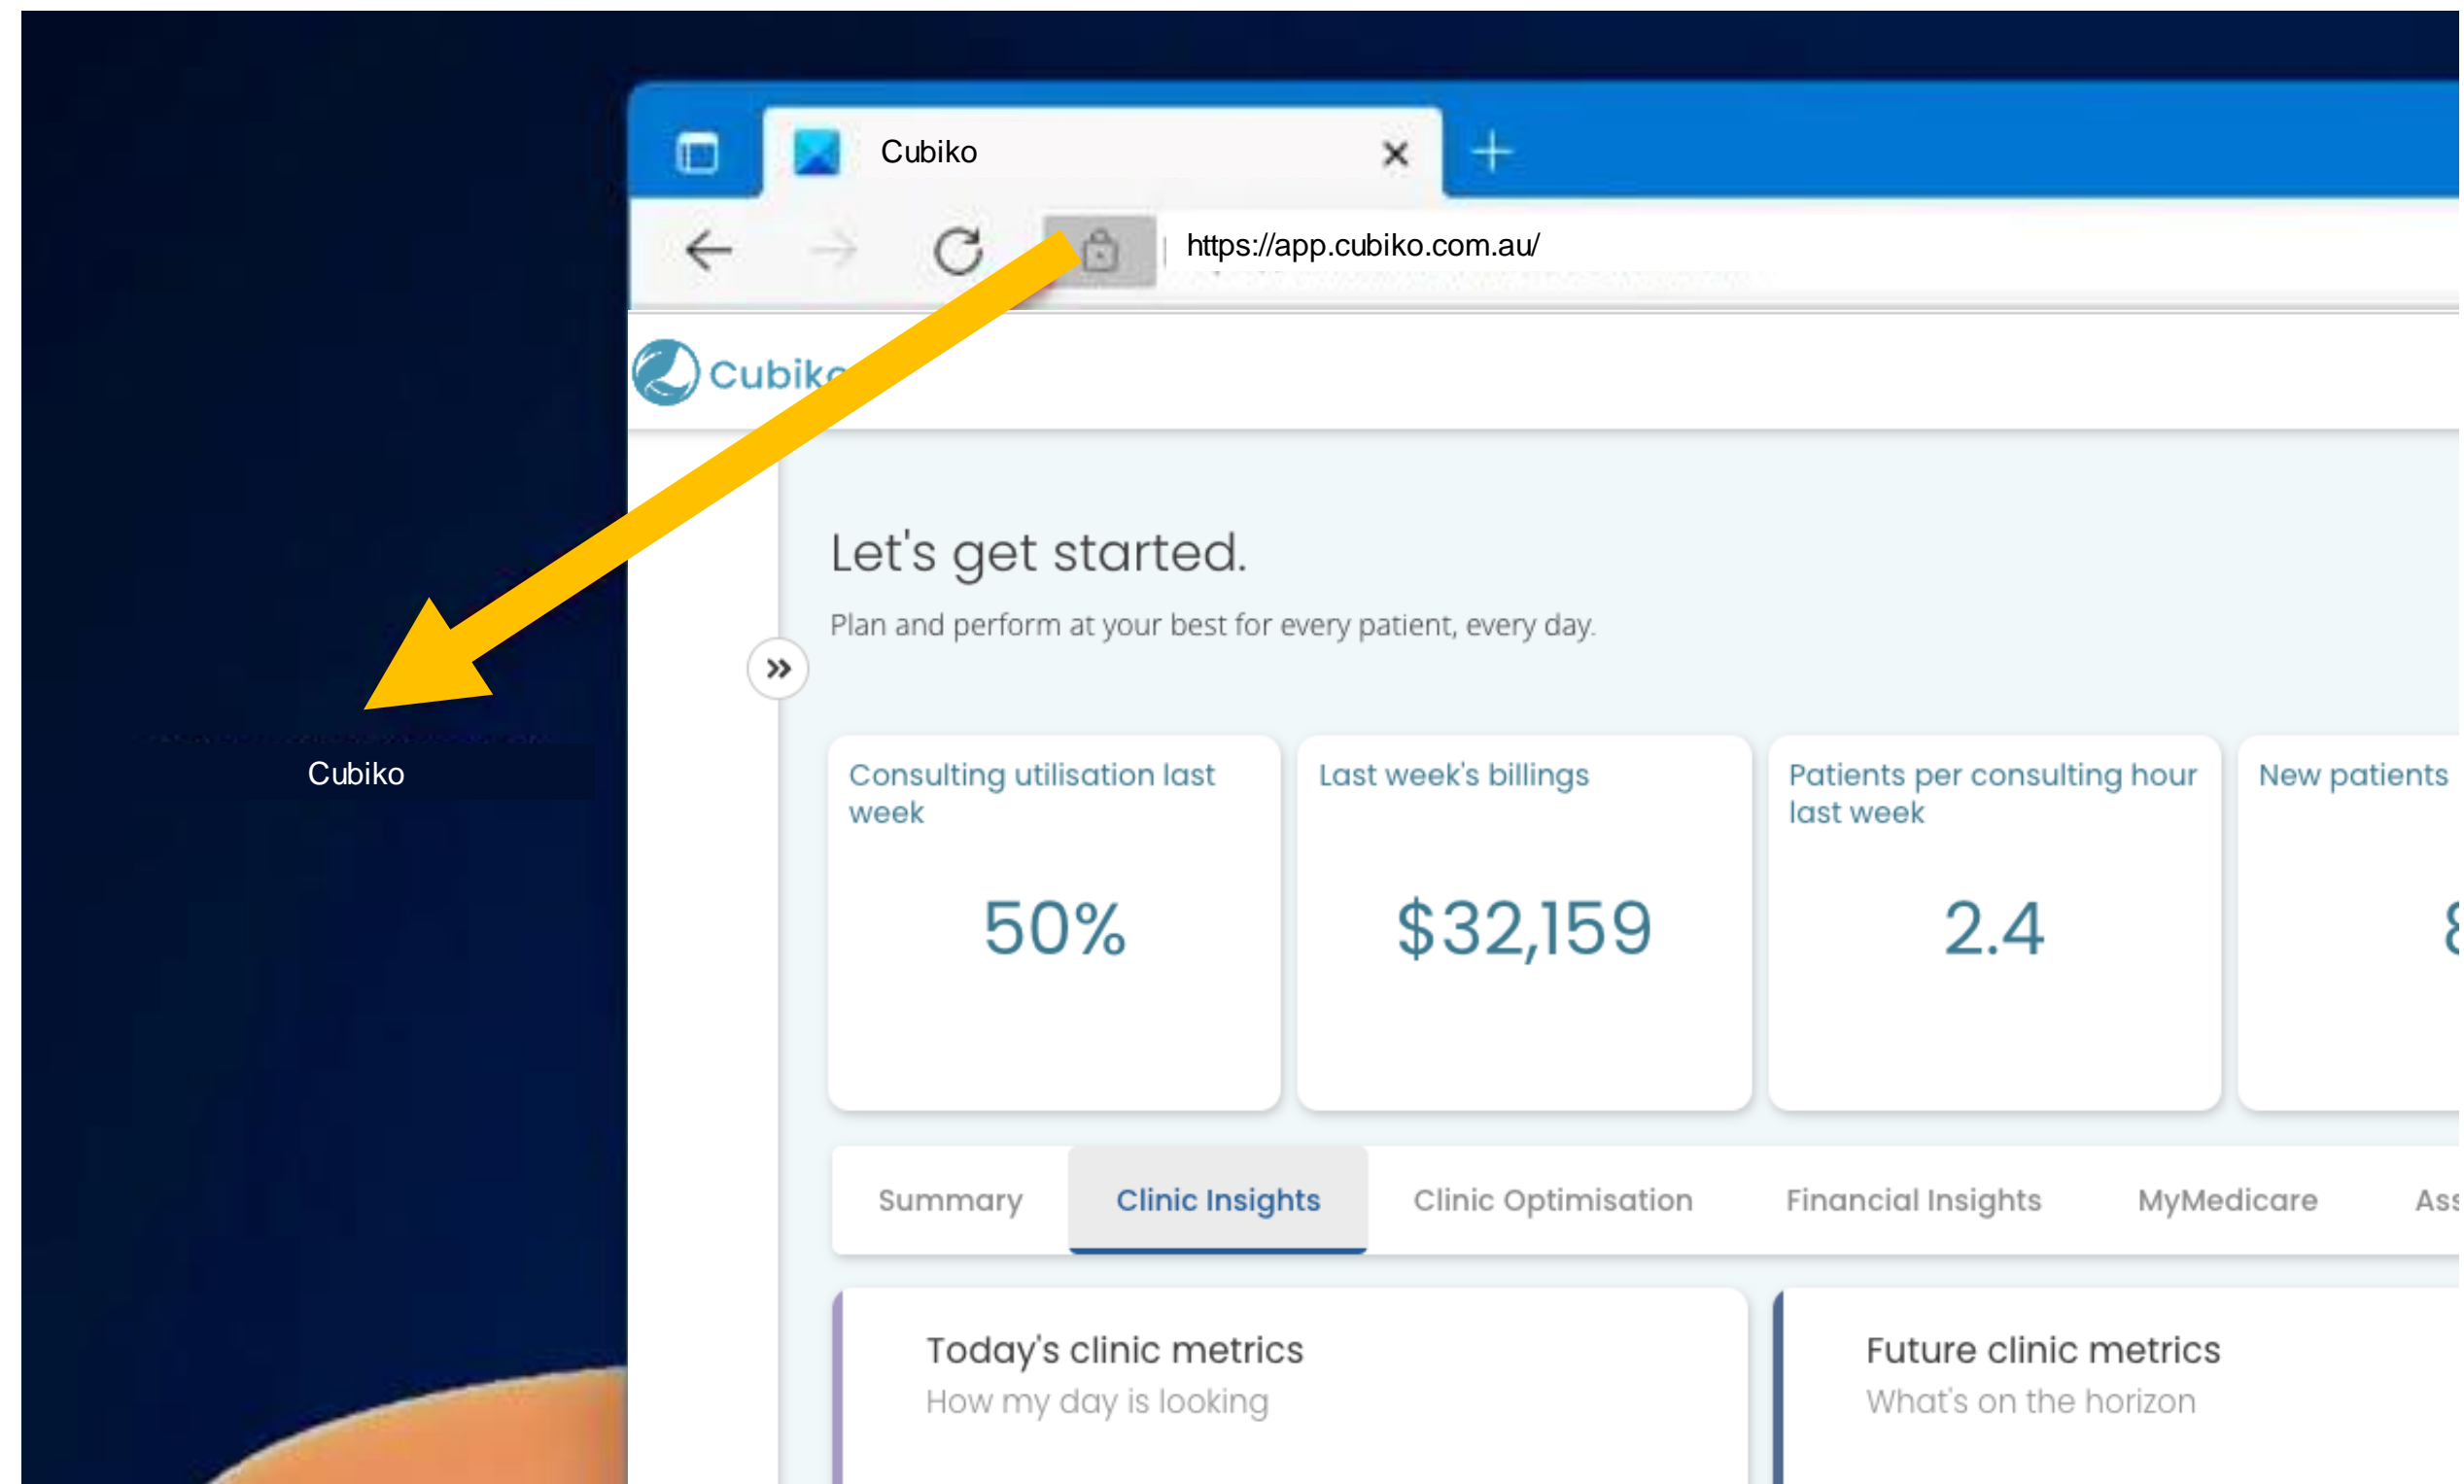 Cubiko
https://app.cubiko.com.au/
Cubiko
Let's get started.
Plan and perform at your best for every patient, every day.
Cubiko
Consulting utilisation last
week
50%
Last week's billings
$32,159
Patients per consulting hour
last week
2.4
New patients
Summary
Clinic Insights
Clinic Optimisation
Financial Insights
MyMedicare
Today's clinic metrics
How my day is looking
Future clinic metrics
What's on the horizon